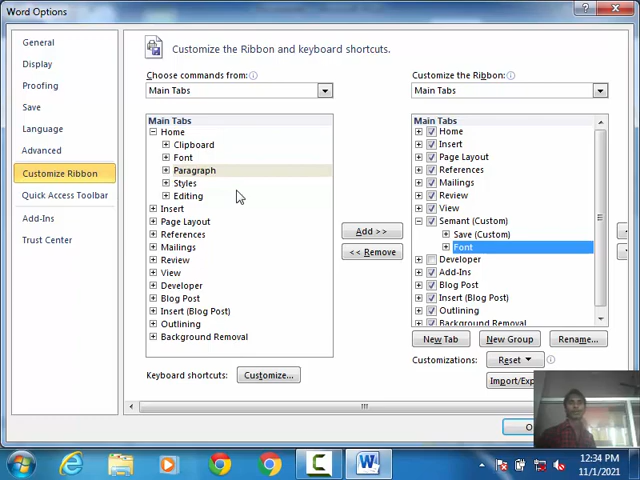 Word Options
General
Display
Proofing
Save
Language
Advanced
Customize Ribbon
Quick Access Toolbar
Add-Ins
Trust Center
Customize the Ribbon and keyboard shortcuts.
Choose commands from:
Main Tabs
Main Tabs
Home
Clipboard
Font
Paragraph
Styles
Editing
Insert
Page Layout
References
Mailings
Review
View
Developer
Blog Post
Insert (Blog Post)
Outlining
Background Removal
Keyboard shortcuts: Customize...
Add >>
<< Remove
Customize the Ribbon:
Main Tabs
Main Tabs
Home
Insert
Page Layout
References
Mailings
Review
View
Semant (Custom)
Save (Custom)
Font
Developer
Add-Ins
Blog Post
Insert (Blog Post)
Outlining
Background Removal
New Tab New Group Rename...
Customizations: Reset
Import/Exp
12:34 PM
11/1/2021